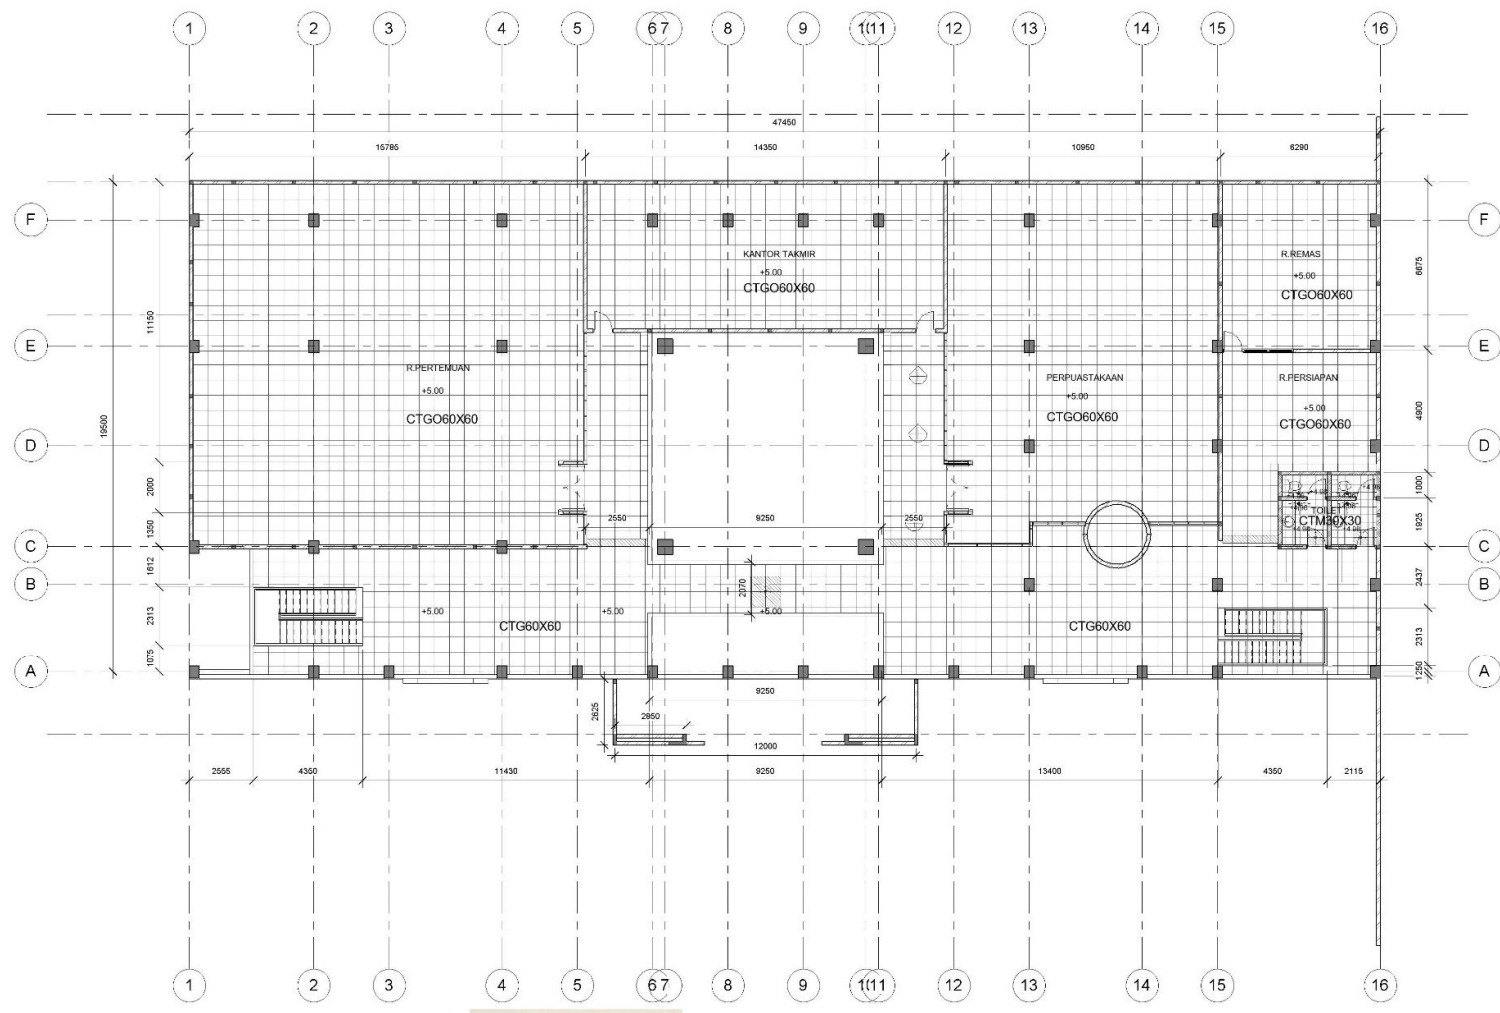 1 2 3 4 5 6 7 8 9 10 11 12 13 14 15 16
47450
15785 14350 10950 6290
F F
KANTOR TAKMIR R.REMAS
+5.00 +5.00
CTGO60X60 CTGO60X60
6675
11150
E E
R.PERTEMUAN PERPUASTAKAAN R.PERSIAPAN
+5.00 +5.00 +5.00
CTGO60X60 CTGO60X60 CTGO60X60
19500
4900
D D
2000 1000
TOILET
CTM30X30
2550 9250 2550
1350 1925
C C
1612 2437
B B
2070
+5.00 +5.00 +5.00
CTG60X60 CTG60X60
2313 2313
1075 1250
A A
9250
2625
2850
12000
2555 4350 11430 9250 13400 4350 2115
1 2 3 4 5 6 7 8 9 11 12 13 14 15 16